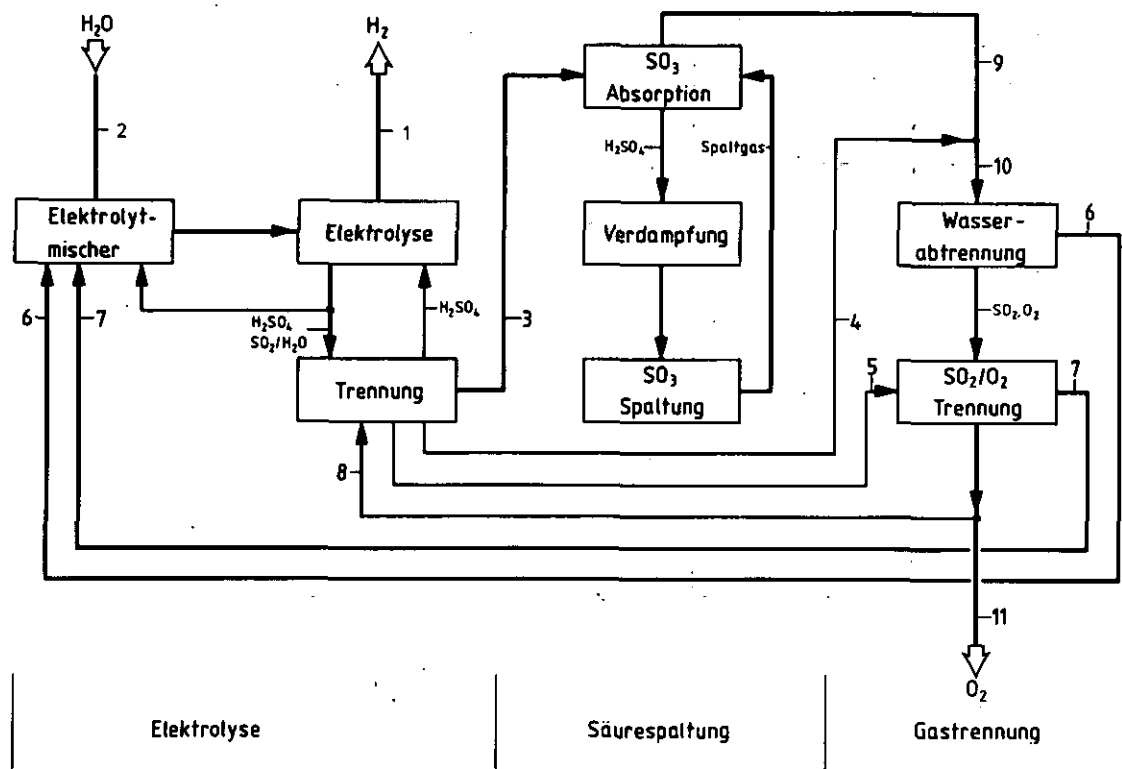 H₂O
H₂
SO₃
Absorption
9
2
1
H₂SO₄
Spaltgas
10
Elektrolyt-
mischer
Elektrolyse
Verdampfung
Wasser-
abtrennung
6
6
7
H₂SO₄
SO₂/H₂O
H₂SO₄
3
4
SO₂,O₂
Trennung
SO₃
Spaltung
5
SO₂/O₂
Trennung
7
8
11
O₂
Elektrolyse
Säurespaltung
Gastrennung